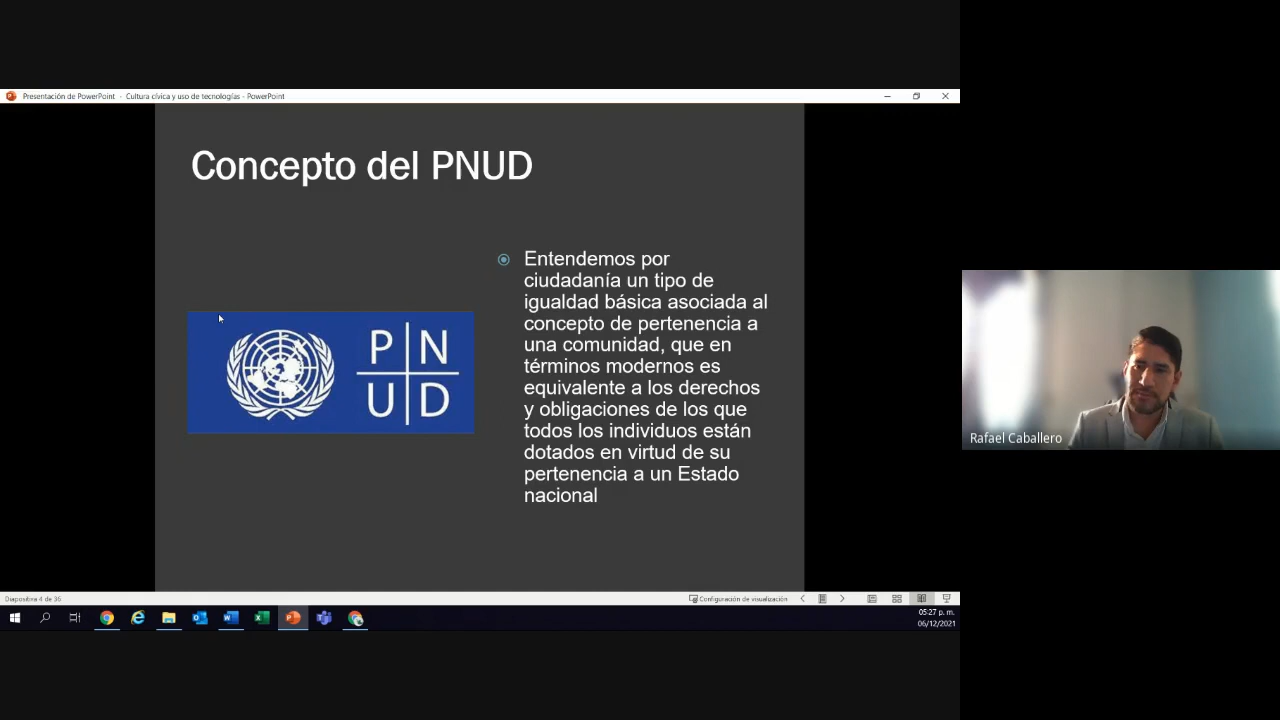 Presentación de PowerPoint - Cultura cívica y uso de tecnologías - PowerPoint
Concepto del PNUD
Entendemos por
ciudadanía un tipo de
igualdad básica asociada al
concepto de pertenencia a
una comunidad, que en
términos modernos es
equivalente a los derechos
y obligaciones de los que
todos los individuos están
dotados en virtud de su
pertenencia a un Estado
nacional
P N
U D
Rafael Caballero
Diapositiva 4 de 36
Configuración de visualización
05:27 p. m.
06/12/2021